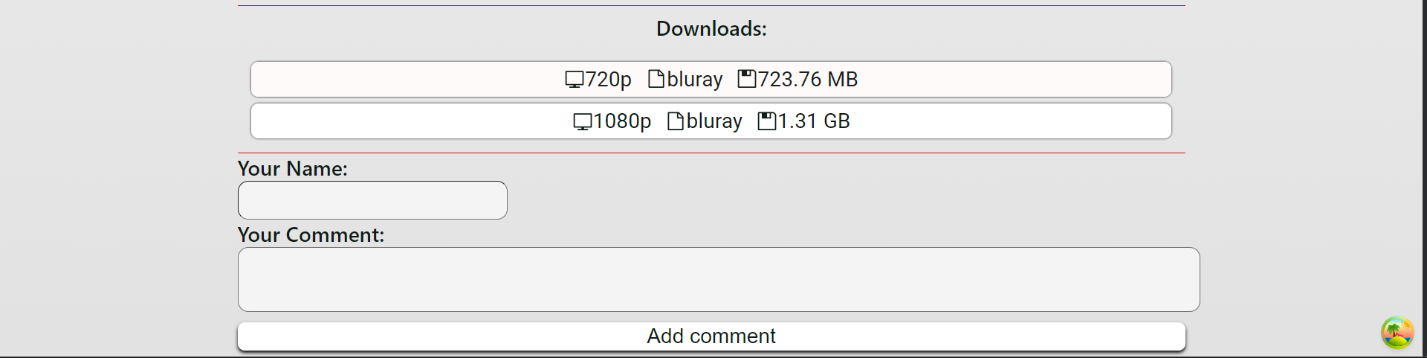 Downloads:
720p bluray 723.76 MB
1080p bluray 1.31 GB
Your Name:
Your Comment:
Add comment